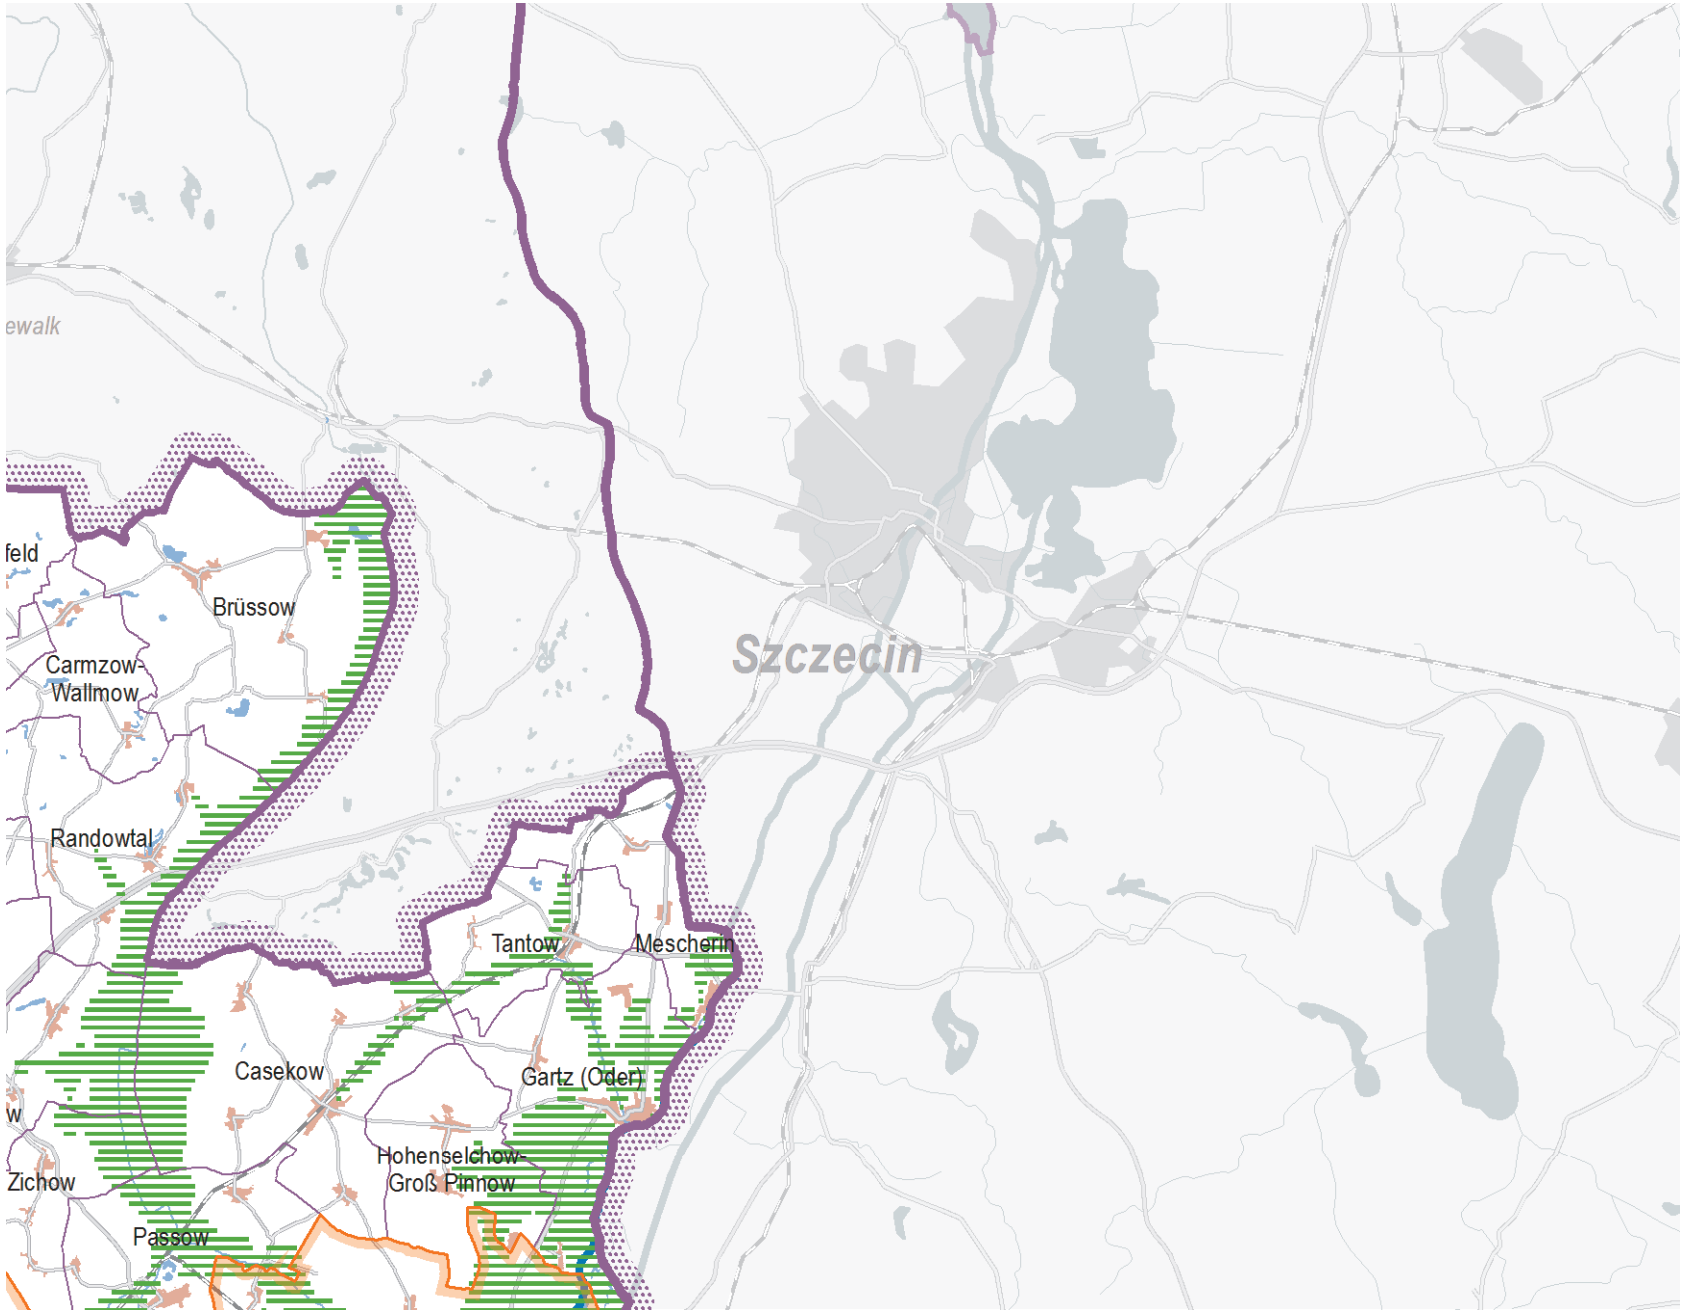 ewalk
feld
Brüssow
Szczecin
Carmzow-
Wallmow
Randowtal
Tantow
Mescherin
Casekow
Gartz (Oder)
w
Hohenselchow-
Groß Pinnow
Zichow
Passow